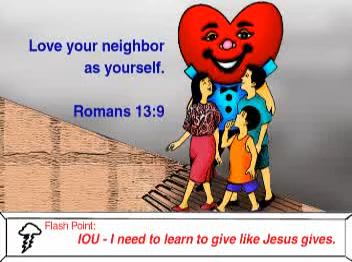 Love your neighbor
as yourself.
Romans 13:9
Flash Point:
IOU - I need to learn to give like Jesus gives.